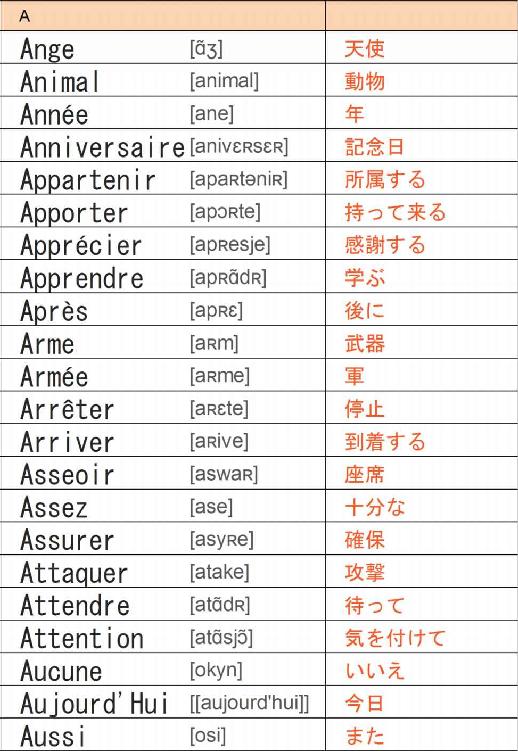 A
Ange [ɑ̃ʒ] 天使
Animal [animal] 動物
Année [ane] 年
Anniversaire [anivɛʀsɛʀ] 記念日
Appartenir [apaʀtəniʀ] 所属する
Apporter [apɔʀte] 持って来る
Apprécier [apʀesje] 感謝する
Apprendre [apʀɑ̃dʀ] 学ぶ
Après [apʀɛ] 後に
Arme [aʀm] 武器
Armée [aʀme] 軍
Arrêter [aʀɛte] 停止
Arriver [aʀive] 到着する
Asseoir [aswaʀ] 座席
Assez [ase] 十分な
Assurer [asyʀe] 確保
Attaquer [atake] 攻撃
Attendre [atɑ̃dʀ] 待って
Attention [atɑ̃sjɔ̃] 気を付けて
Aucune [okyn] いいえ
Aujourd'Hui [[aujourd'hui]] 今日
Aussi [osi] また